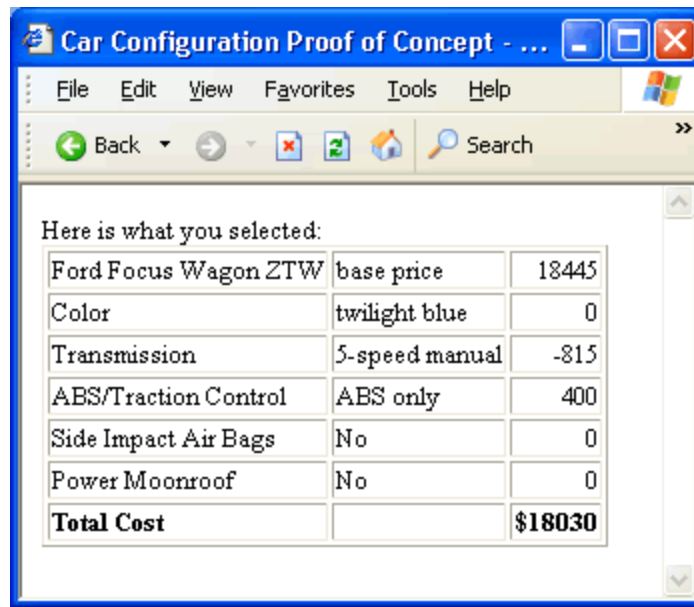 Car Configuration Proof of Concept - ...
File Edit View Favorites Tools Help
Back Search »
Here is what you selected:
Ford Focus Wagon ZTW base price 18445
Color twilight blue 0
Transmission 5-speed manual -815
ABS/Traction Control ABS only 400
Side Impact Air Bags No 0
Power Moonroof No 0
Total Cost $18030